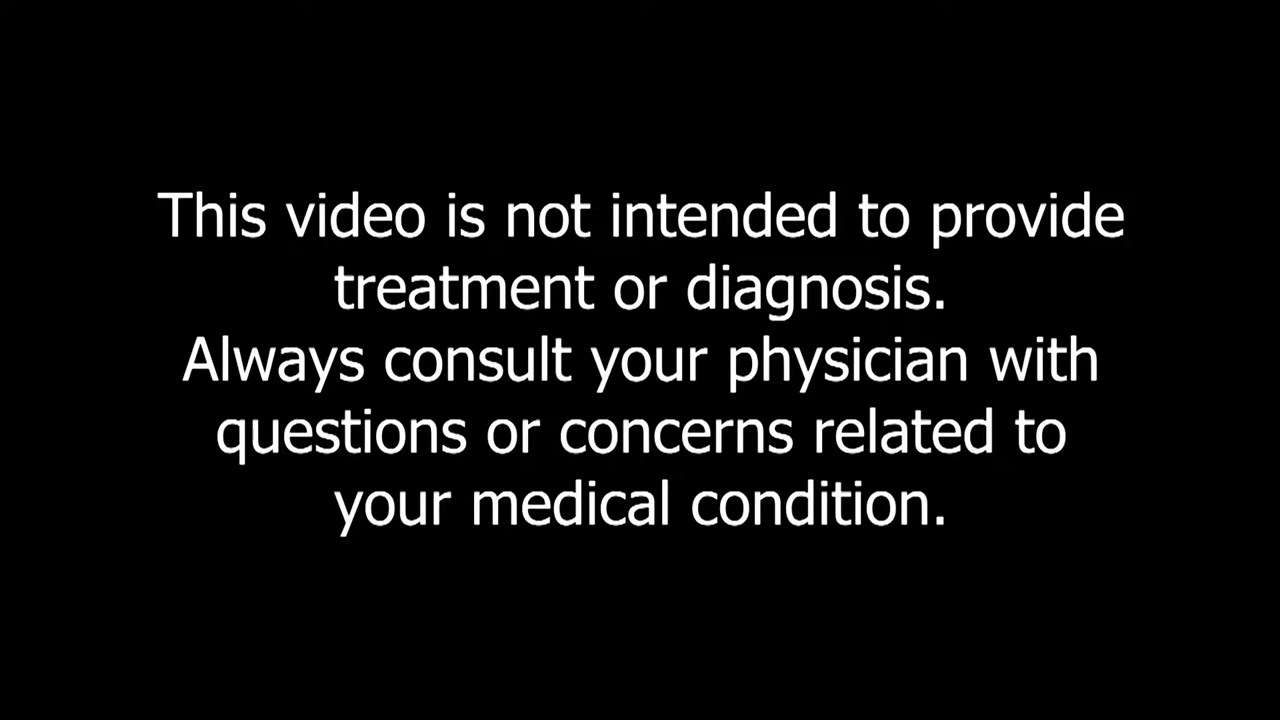 This video is not intended to provide
treatment or diagnosis.
Always consult your physician with
questions or concerns related to
your medical condition.